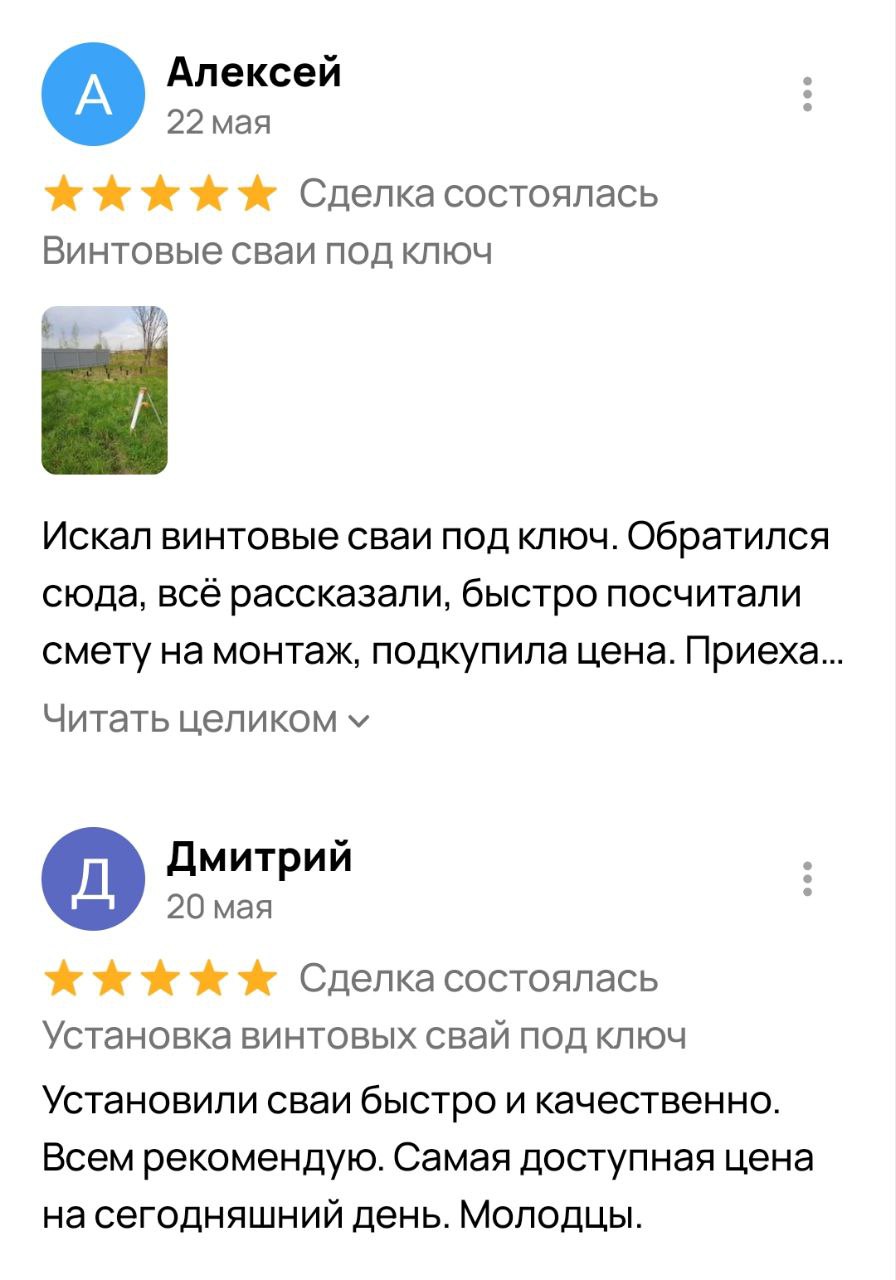 А
Алексей
22 мая
Сделка состоялась
Винтовые сваи под ключ
Искал винтовые сваи под ключ. Обратился
сюда, всё рассказали, быстро посчитали
смету на монтаж, подкупила цена. Приеха...
Читать целиком
Д
Дмитрий
20 мая
Сделка состоялась
Установка винтовых свай под ключ
Установили сваи быстро и качественно.
Всем рекомендую. Самая доступная цена
на сегодняшний день. Молодцы.